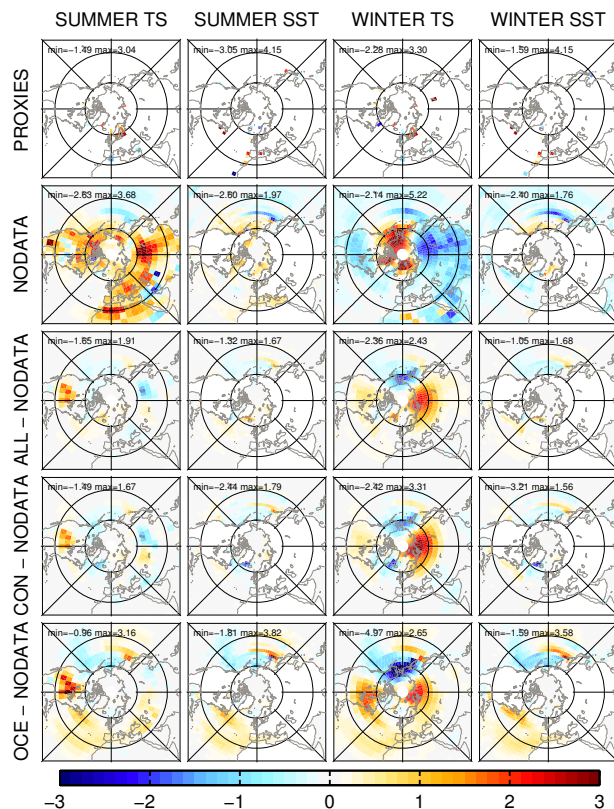 SUMMER TS SUMMER SST WINTER TS WINTER SST
PROXIES
min=−1.49 max=3.04 min=−3.05 max=4.15 min=−2.28 max=3.30 min=−1.59 max=4.15
NODATA
min=−2.63 max=3.68 min=−2.60 max=1.97 min=−2.14 max=5.22 min=−2.40 max=1.76
ALL − NODATA
min=−1.65 max=1.91 min=−1.32 max=1.67 min=−2.36 max=2.43 min=−1.05 max=1.68
CON − NODATA
min=−1.49 max=1.67 min=−2.44 max=1.79 min=−2.42 max=3.31 min=−3.21 max=1.56
OCE − NODATA
min=−0.96 max=3.16 min=−1.81 max=3.82 min=−4.97 max=2.65 min=−1.59 max=3.58
−3 −2 −1 0 1 2 3